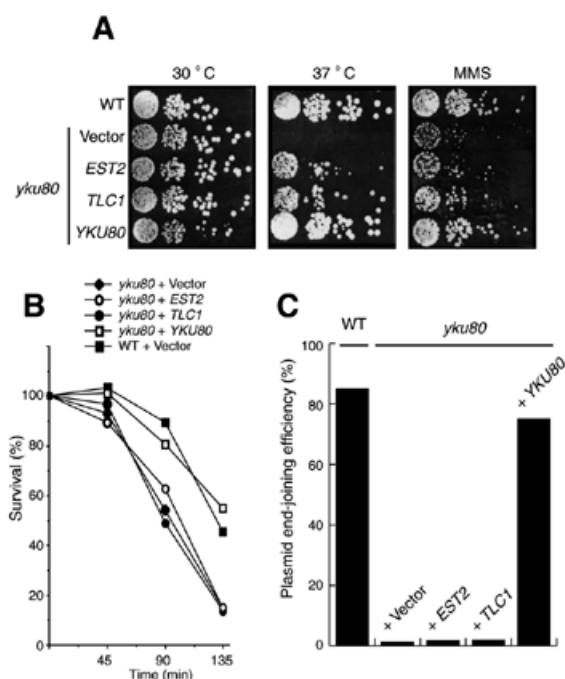 A
30 °C 37 °C MMS
WT
Vector
EST2
yku80
TLC1
YKU80
B
yku80 + Vector
yku80 + EST2
yku80 + TLC1
yku80 + YKU80
WT + Vector
Survival (%)
100
80
60
40
20
0
45 90 135
Time (min)
C
WT yku80
Plasmid end-joining efficiency (%)
100
80
60
40
20
0
+ Vector
+ EST2
+ TLC1
+ YKU80